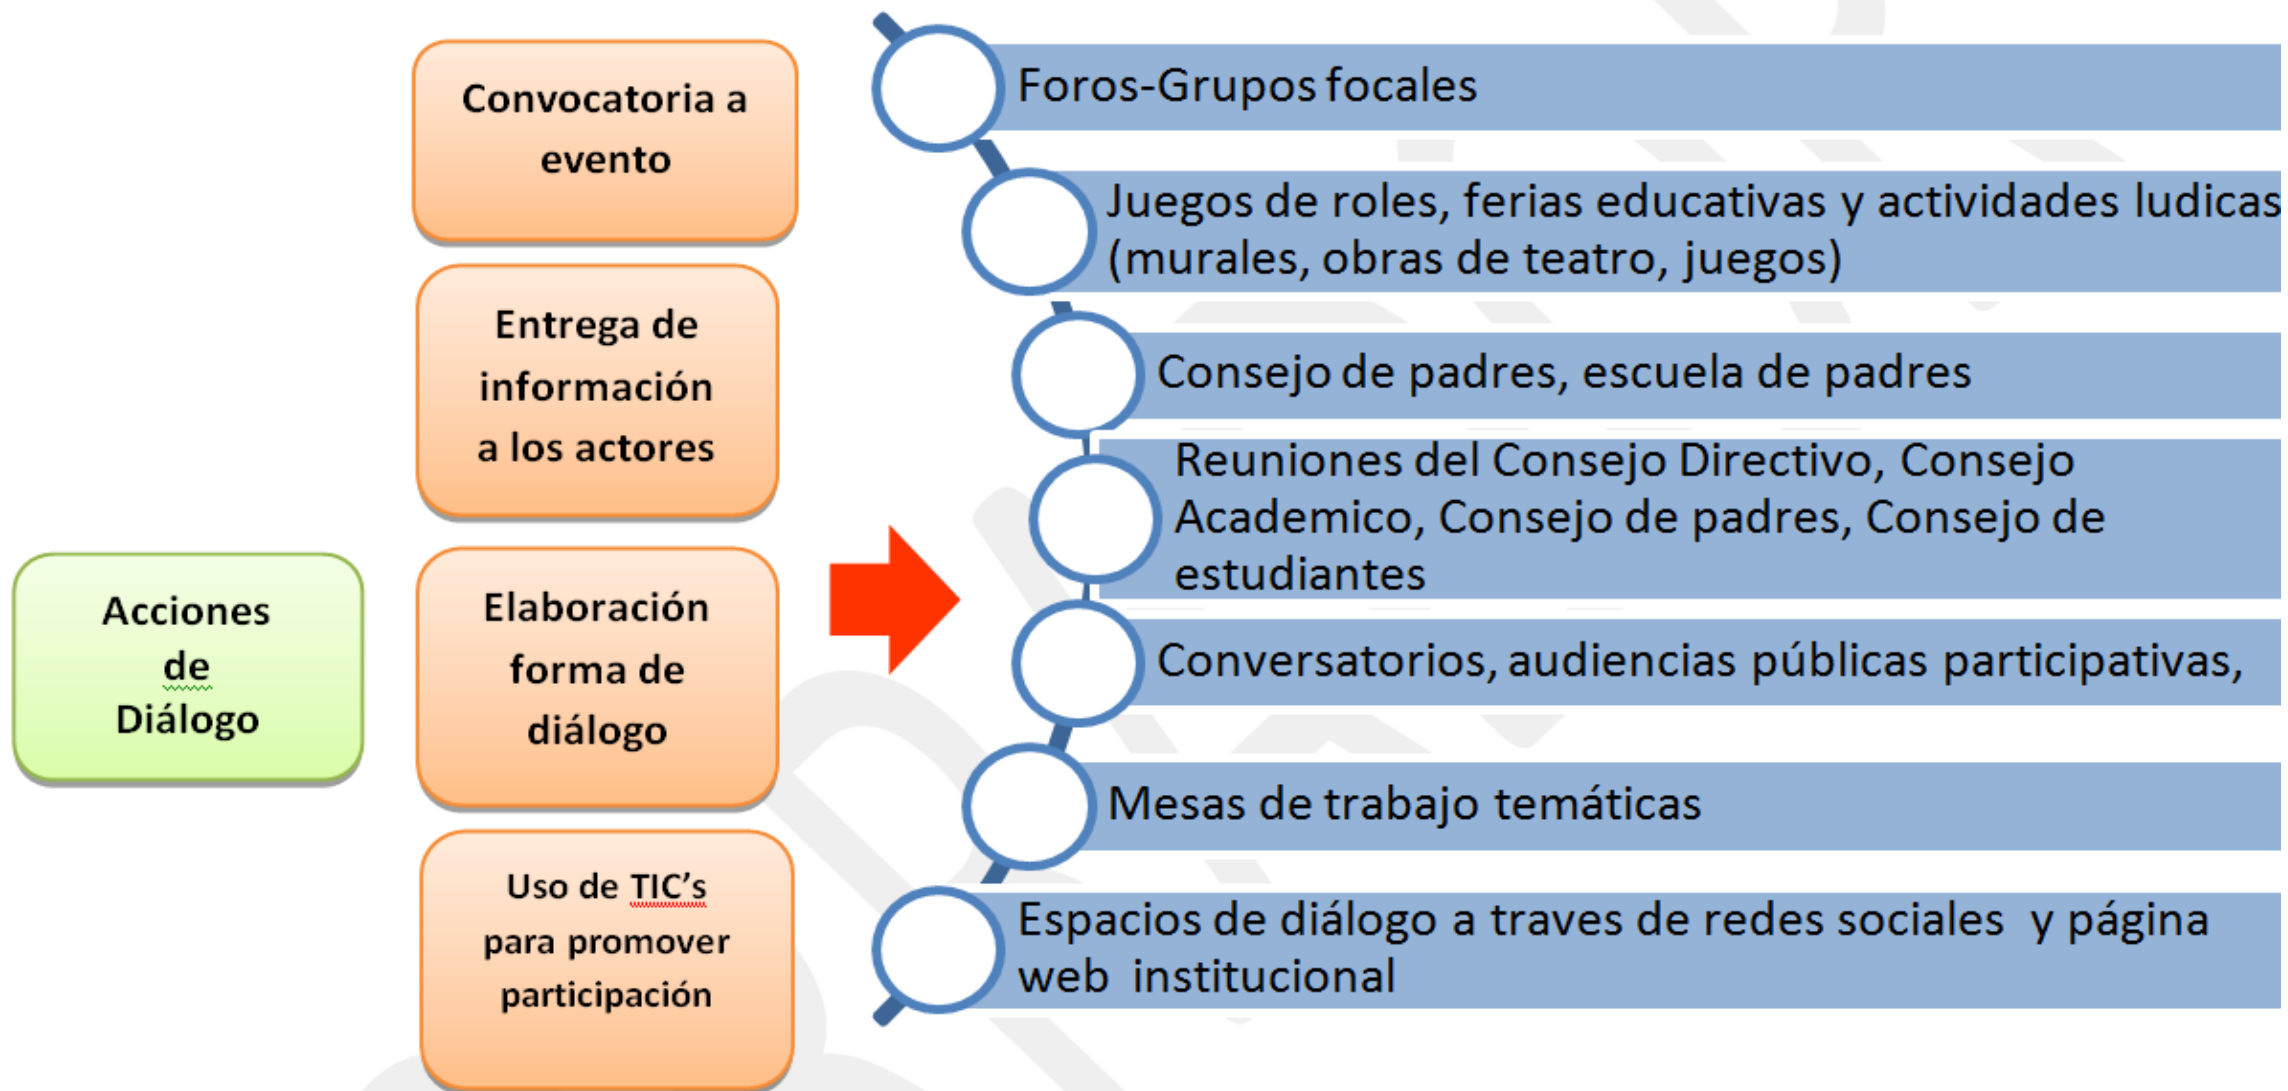 Acciones
de
Diálogo
Convocatoria a
evento
Entrega de
información
a los actores
Elaboración
forma de
diálogo
Uso de TIC’s
para promover
participación
Foros-Grupos focales
Juegos de roles, ferias educativas y actividades ludicas
(murales, obras de teatro, juegos)
Consejo de padres, escuela de padres
Reuniones del Consejo Directivo, Consejo
Academico, Consejo de padres, Consejo de
estudiantes
Conversatorios, audiencias públicas participativas,
Mesas de trabajo temáticas
Espacios de diálogo a traves de redes sociales  y página
web  institucional